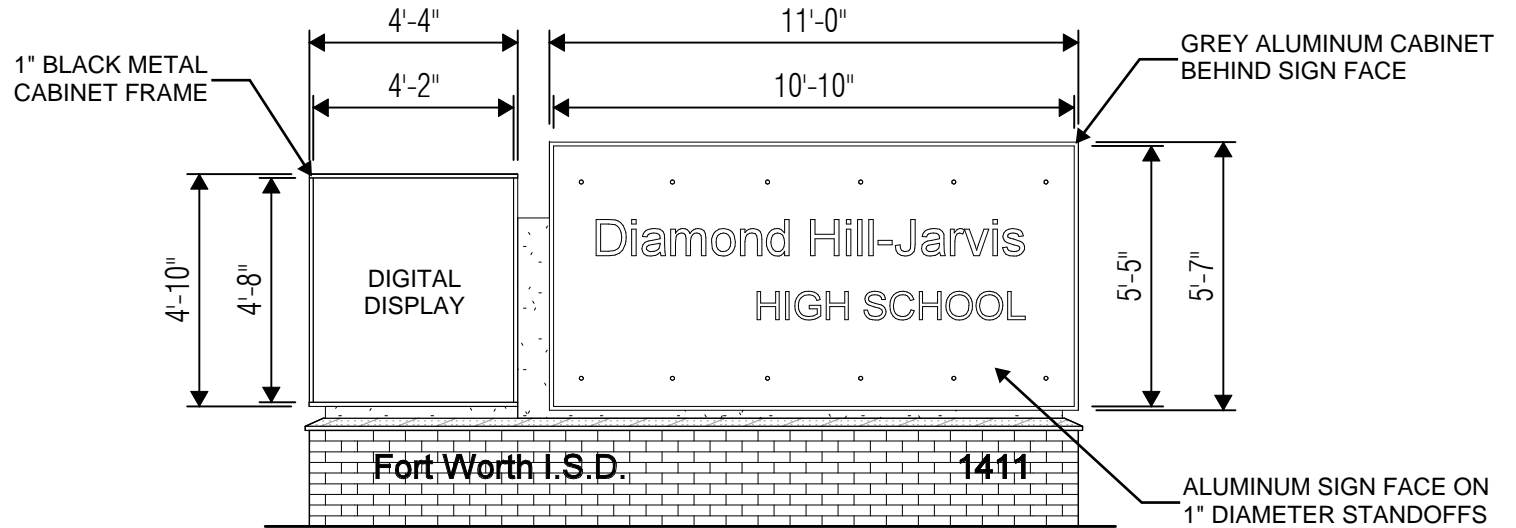 4'-4"
11'-0"
1" BLACK METAL
CABINET FRAME
GREY ALUMINUM CABINET
BEHIND SIGN FACE
4'-2"
10'-10"
4'-10"
4'-8"
DIGITAL
DISPLAY
Diamond Hill-Jarvis
HIGH SCHOOL
5'-5"
5'-7"
Fort Worth I.S.D.
1411
ALUMINUM SIGN FACE ON
1" DIAMETER STANDOFFS